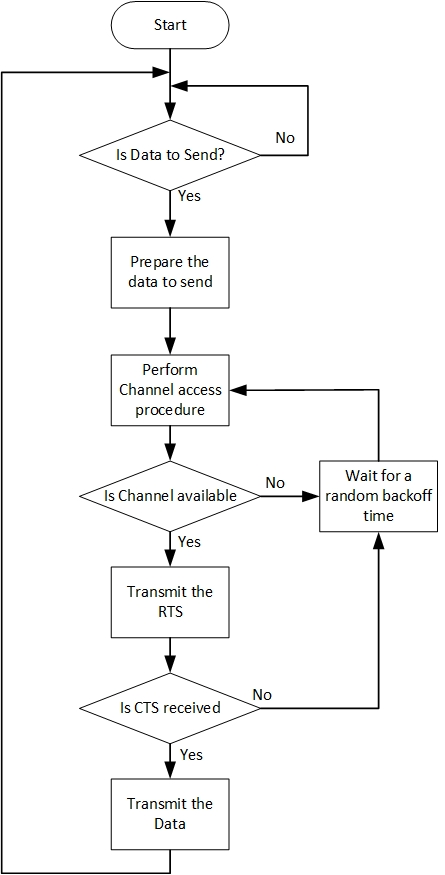 Start
Is Data to Send?
No
Yes
Prepare the
data to send
Perform
Channel access
procedure
Is Channel available
No
Wait for a
random backoff
time
Yes
Transmit the
RTS
Is CTS received
No
Yes
Transmit the
Data